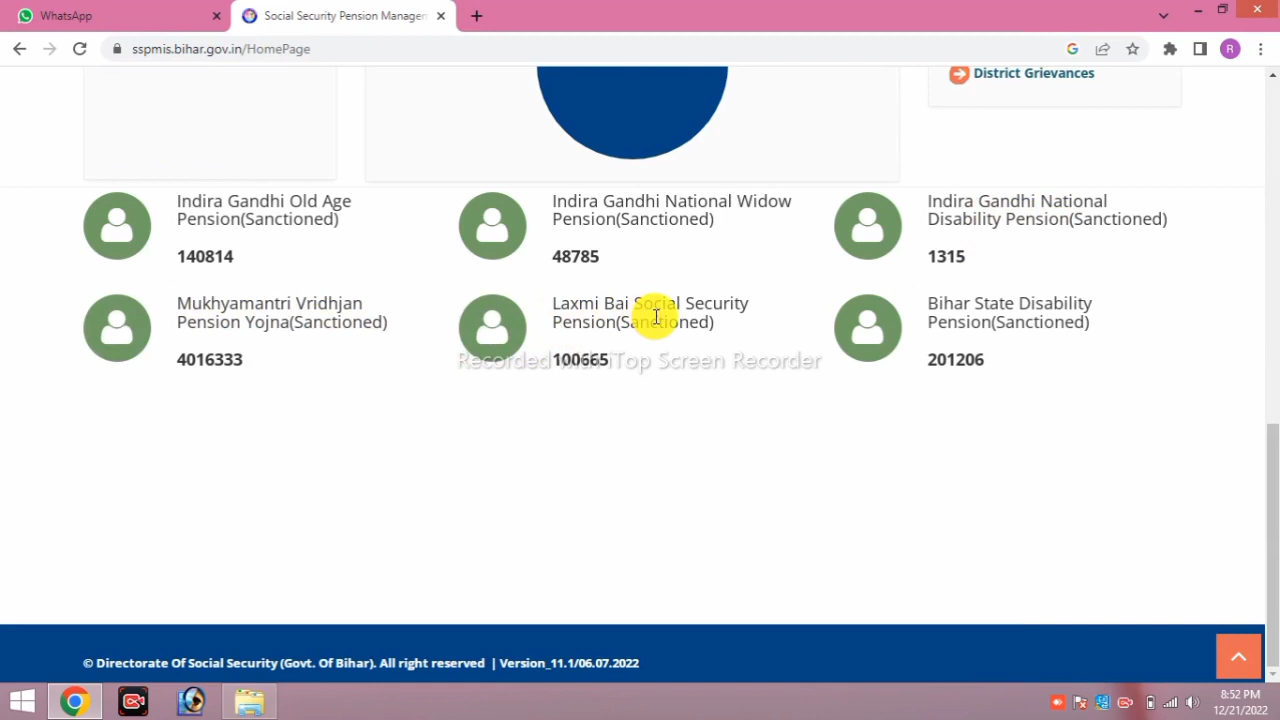 WhatsApp
Social Security Pension Managem
sspmis.bihar.gov.in/HomePage
G
R
District Grievances
Indira Gandhi Old Age
Pension(Sanctioned)
140814
Indira Gandhi National Widow
Pension(Sanctioned)
48785
Indira Gandhi National
Disability Pension(Sanctioned)
1315
Mukhyamantri Vridhjan
Pension Yojna(Sanctioned)
4016333
Laxmi Bai Social Security
Pension(Sanctioned)
100665
Bihar State Disability
Pension(Sanctioned)
201206
Recorded with iTop Screen Recorder
© Directorate Of Social Security (Govt. Of Bihar). All right reserved | Version_11.1/06.07.2022
8:52 PM
12/21/2022